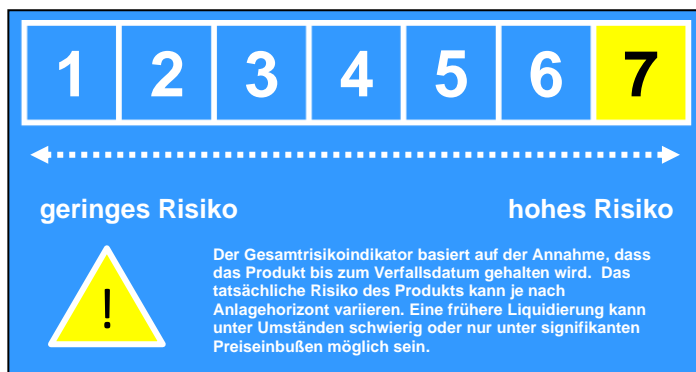 1 2 3 4 5 6 7
geringes Risiko hohes Risiko
!
Der Gesamtrisikoindikator basiert auf der Annahme, dass
das Produkt bis zum Verfallsdatum gehalten wird.  Das
tatsächliche Risiko des Produkts kann je nach
Anlagehorizont variieren. Eine frühere Liquidierung kann
unter Umständen schwierig oder nur unter signifikanten
Preiseinbußen möglich sein.